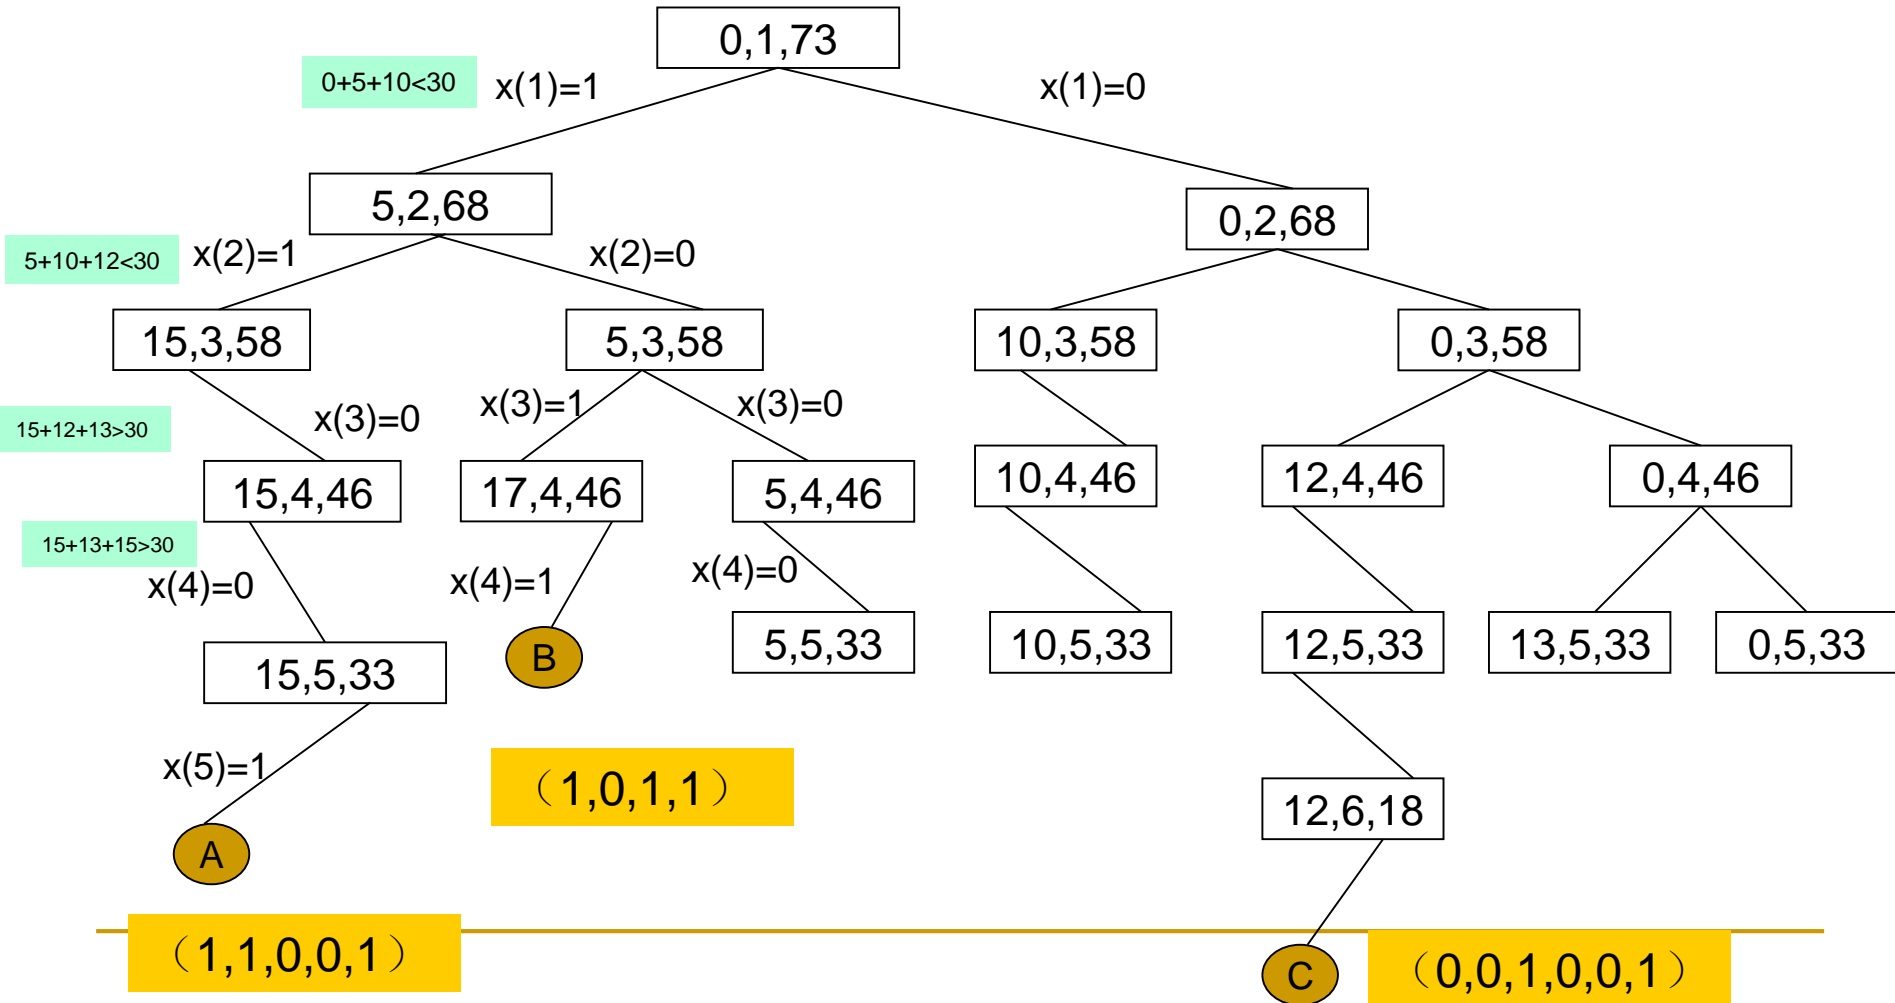 0,1,73
0+5+10<30
x(1)=1
x(1)=0
5,2,68
0,2,68
5+10+12<30
x(2)=1
x(2)=0
15,3,58
5,3,58
10,3,58
0,3,58
15+12+13>30
x(3)=0
x(3)=1
x(3)=0
15,4,46
17,4,46
5,4,46
10,4,46
12,4,46
0,4,46
15+13+15>30
x(4)=0
x(4)=1
x(4)=0
15,5,33
B
5,5,33
10,5,33
12,5,33
13,5,33
0,5,33
x(5)=1
(1,0,1,1)
12,6,18
A
(1,1,0,0,1)
C
(0,0,1,0,0,1)